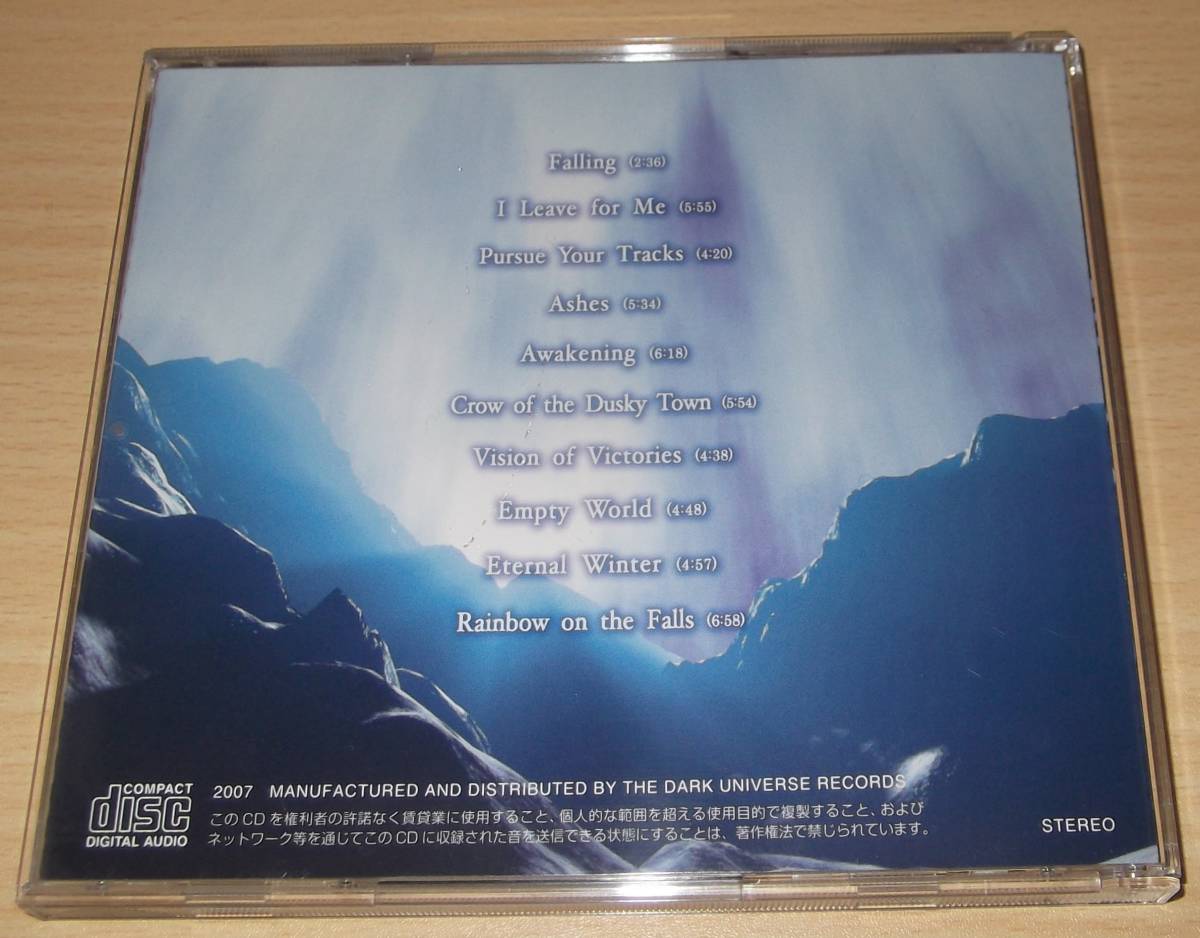 Falling (2:36)
I Leave for Me (5:55)
Pursue Your Tracks (4:20)
Ashes (5:34)
Awakening (6:18)
Crow of the Dusky Town (5:54)
Vision of Victories (4:38)
Empty World (4:48)
Eternal Winter (4:57)
Rainbow on the Falls (6:58)
COMPACT
disc
DIGITAL AUDIO
2007 MANUFACTURED AND DISTRIBUTED BY THE DARK UNIVERSE RECORDS
このCDを権利者の許諾なく賃貸業に使用すること、個人的な範囲を超える使用目的で複製すること、および
ネットワーク等を通じてこのCDに収録された音を送信できる状態にすることは、著作権法で禁じられています。
STEREO